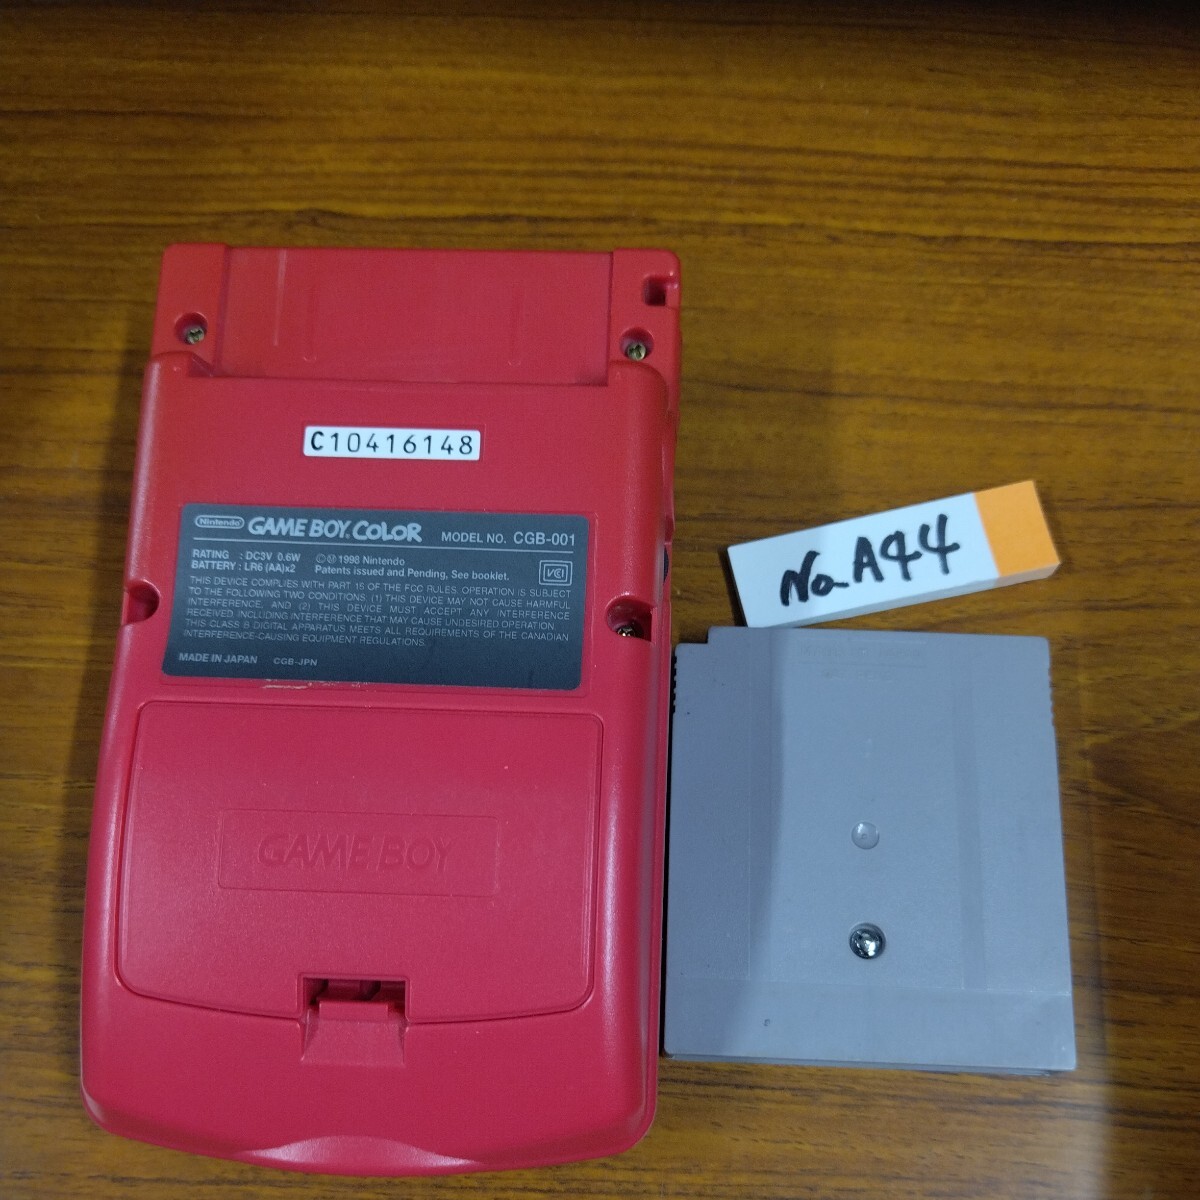 C10416148
Nintendo GAME BOY COLOR MODEL NO. CGB-001
RATING : DC3V 0.6W
BATTERY : LR6 (AA)x2
©Ⓜ 1998 Nintendo
Patents issued and Pending, See booklet.
VCI
THIS DEVICE COMPLIES WITH PART 15 OF THE FCC RULES. OPERATION IS SUBJECT
TO THE FOLLOWING TWO CONDITIONS. (1) THIS DEVICE MAY NOT CAUSE HARMFUL
INTERFERENCE, AND (2) THIS DEVICE MUST ACCEPT ANY INTERFERENCE
RECEIVED INCLUDING INTERFERENCE THAT MAY CAUSE UNDESIRED OPERATION.
THIS CLASS B DIGITAL APPARATUS MEETS ALL REQUIREMENTS OF THE CANADIAN
INTERFERENCE-CAUSING EQUIPMENT REGULATIONS.
MADE IN JAPAN CGB-JPN
No A44
GAME BOY